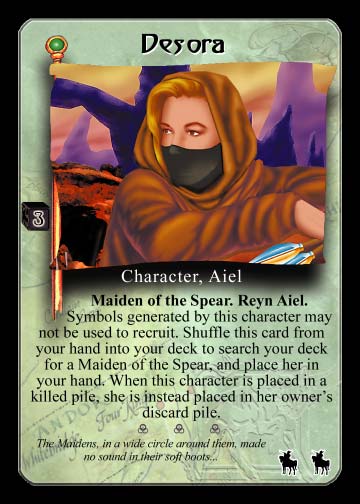 Desora
3
Character, Aiel
Maiden of the Spear. Reyn Aiel.
Symbols generated by this character may
not be used to recruit. Shuffle this card from
your hand into your deck to search your deck
for a Maiden of the Spear, and place her in
your hand. When this character is placed in a
killed pile, she is instead placed in her owner's
discard pile.
The Maidens, in a wide circle around them, made
no sound in their soft boots...